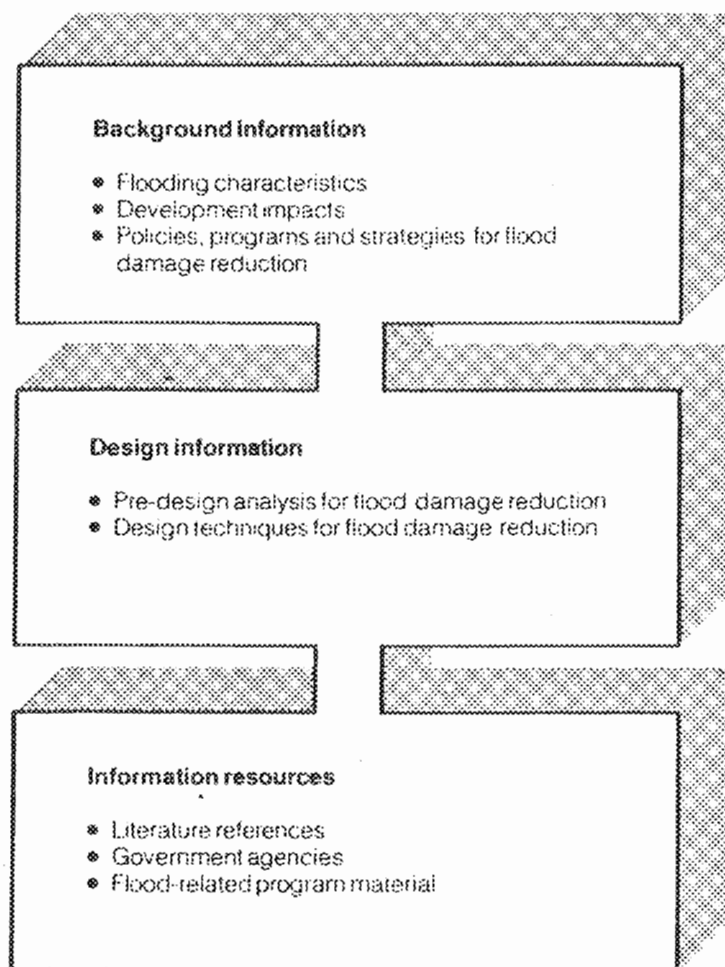 Background information
• Flooding characteristics
• Development impacts
• Policies, programs and strategies for flood
damage reduction
Design information
• Pre-design analysis for flood damage reduction
• Design techniques for flood damage reduction
Information resources
• Literature references
• Government agencies
• Flood-related program material